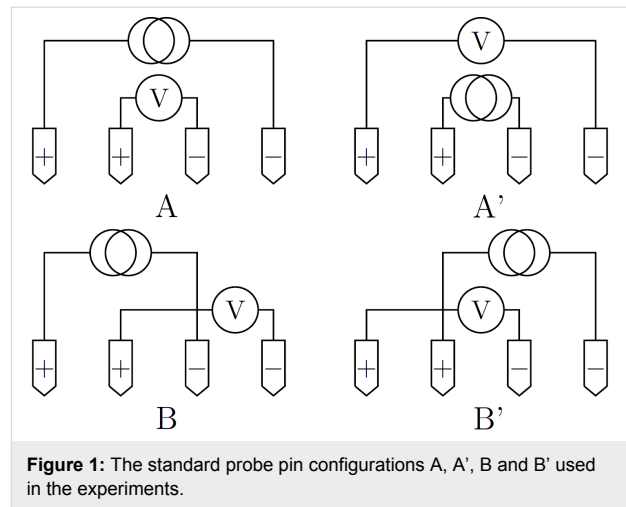 V
V
+ + − −
+ + − −
A
A’
V
V
+ + − −
+ + − −
B
B’
Figure 1: The standard probe pin configurations A, A’, B and B’ used
in the experiments.